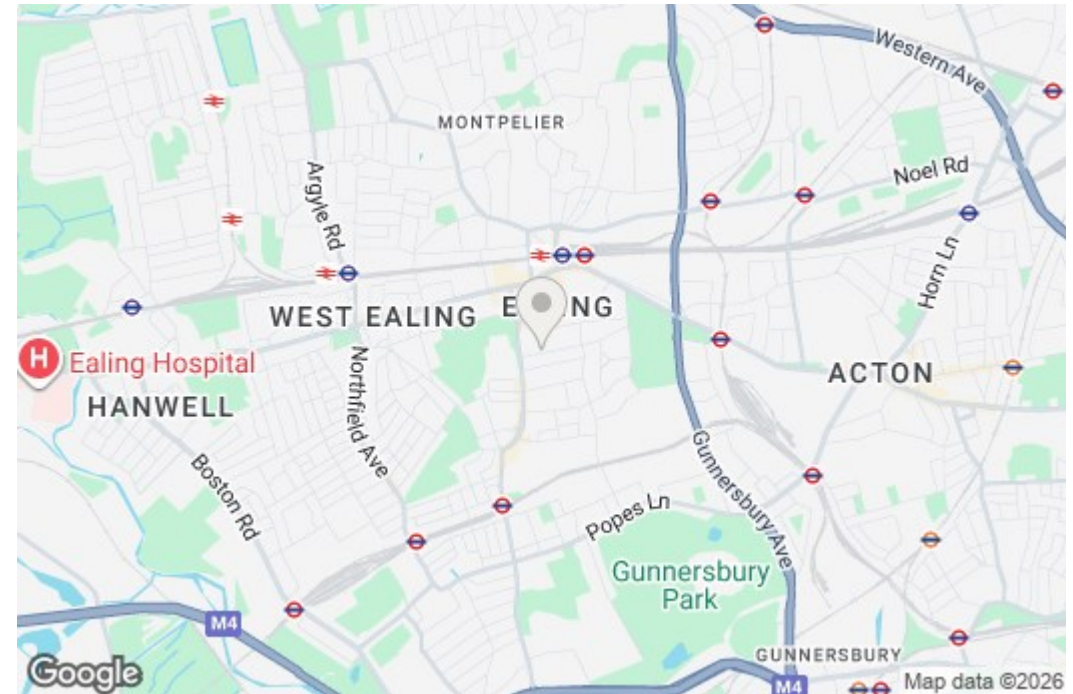 Western Ave
MONTPELIER
Noel Rd
Argyle Rd
Horn Ln
WEST EALING
H
Ealing Hospital
ACTON
HANWELL
Northfield Ave
Boston Rd
Gunnersbury Ave
Popes Ln
Gunnersbury
Park
M4
GUNNERSBURY
M4
Google
Map data ©2026